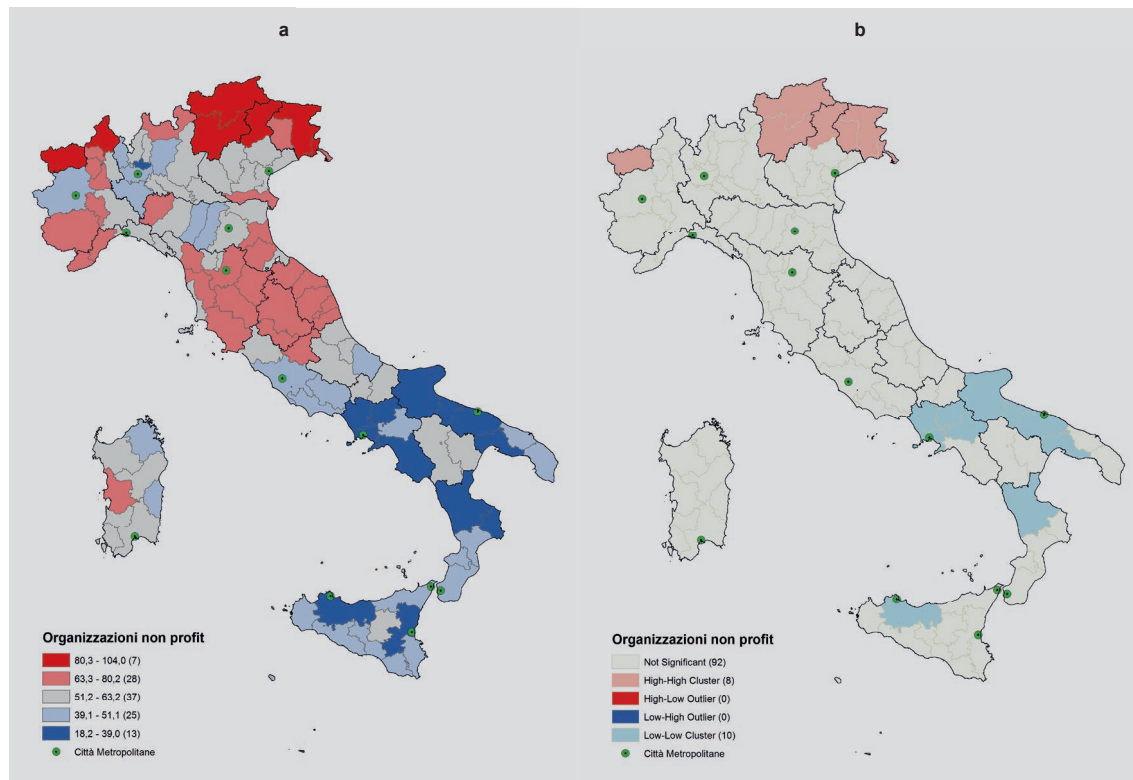 a
b
Organizzazioni non profit
80,3 - 104,0 (7)
63,3 - 80,2 (28)
51,2 - 63,2 (37)
39,1 - 51,1 (25)
18,2 - 39,0 (13)
Città Metropolitane
Organizzazioni non profit
Not Significant (92)
High-High Cluster (8)
High-Low Outlier (0)
Low-High Outlier (0)
Low-Low Cluster (10)
Città Metropolitane